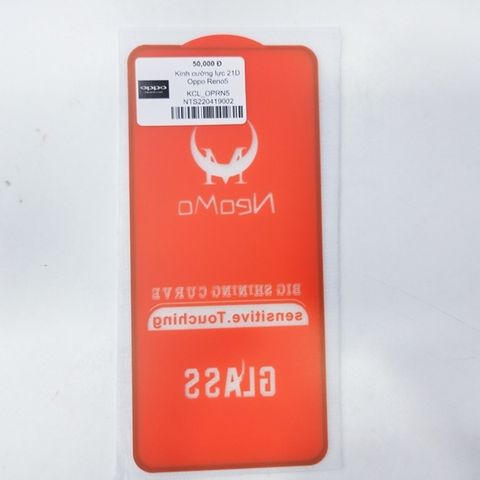 50,000 Đ
Kính cường lực 21D
Oppo Reno5
oppo
KCL_OPRN5
NTS220419002
NeoMo
BIG SHINING CURVE
sensitive.Touching
GLASS